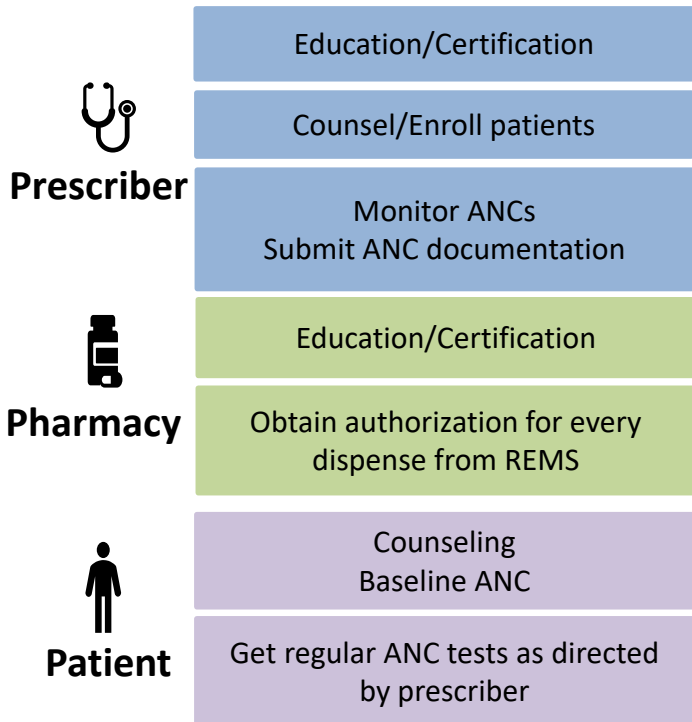 Prescriber
Education/Certification
Counsel/Enroll patients
Monitor ANCs
Submit ANC documentation
Pharmacy
Education/Certification
Obtain authorization for every
dispense from REMS
Patient
Counseling
Baseline ANC
Get regular ANC tests as directed
by prescriber